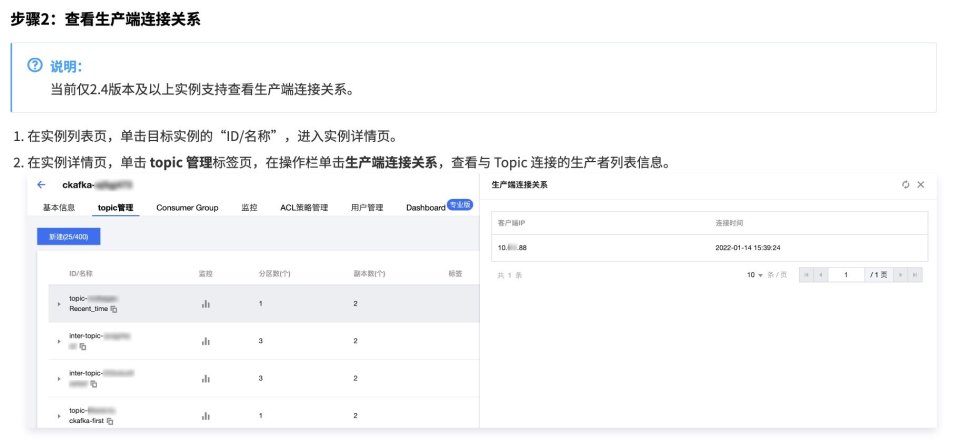 步骤2：查看生产端连接关系
说明：
当前仅2.4版本及以上实例支持查看生产端连接关系。
1. 在实例列表页，单击目标实例的“ID/名称”，进入实例详情页。
2. 在实例详情页，单击 topic 管理标签页，在操作栏单击生产端连接关系，查看与 Topic 连接的生产者列表信息。
ckafka-
基本信息 topic管理 Consumer Group 监控 ACL策略管理 用户管理 Dashboard 专业版
新建(25/400)
ID/名称 监控 分区数(个) 副本数(个) 标签
topic- 1 2
Recent_time
inter-topic- 3 2
inter-topic- 3 2
topic- 1 2
ckafka-first
生产端连接关系
客户端IP 连接时间
10. .88 2022-01-14 15:39:24
共 1 条 10 条 / 页 1 / 1 页